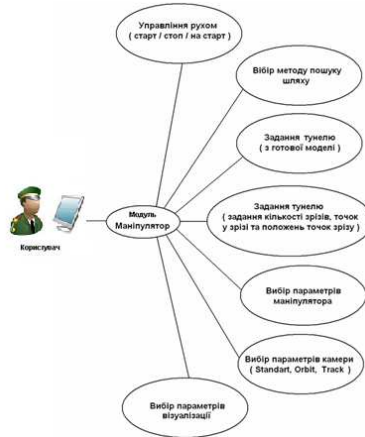 Управління рухом
( старт / стоп / на старт )
Вібір методу пошуку
шляху
Задання тунелю
( з готової моделі )
Задання тунелю
( задання кількості зрізів, точок
у зрізі та положень точок зрізу )
Модуль
Маніпулятор
Користувач
Вибір параметрів
маніпулятора
Вибір параметрів камери
( Standart, Orbit, Track )
Вибір параметрів
візуалізації